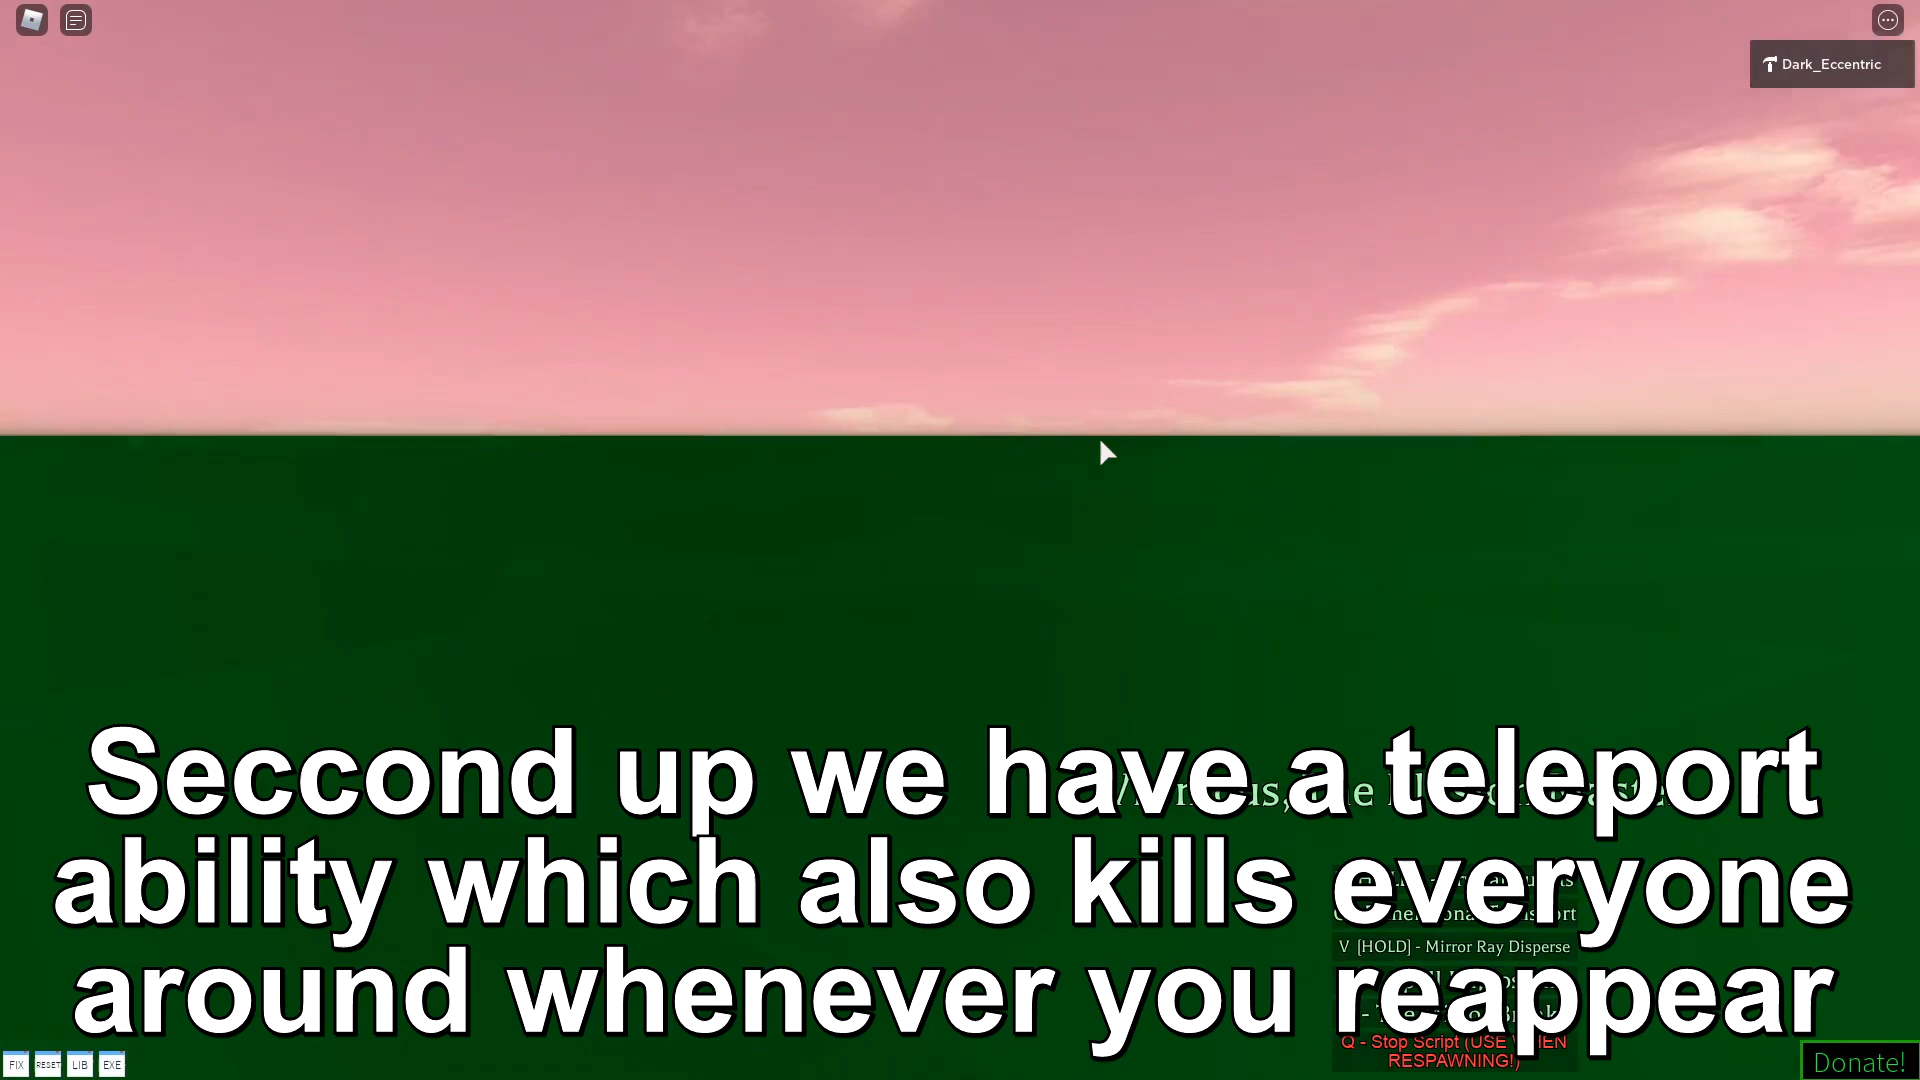 Dark_Eccentric
Seccond up we have a teleport
ability which also kills everyone
around whenever you reappear
V [HOLD] - Mirror Ray Disperse
Q - Stop Script (USE WHEN
RESPAWNING!)
FIX RESET LIB EXE
Donate!